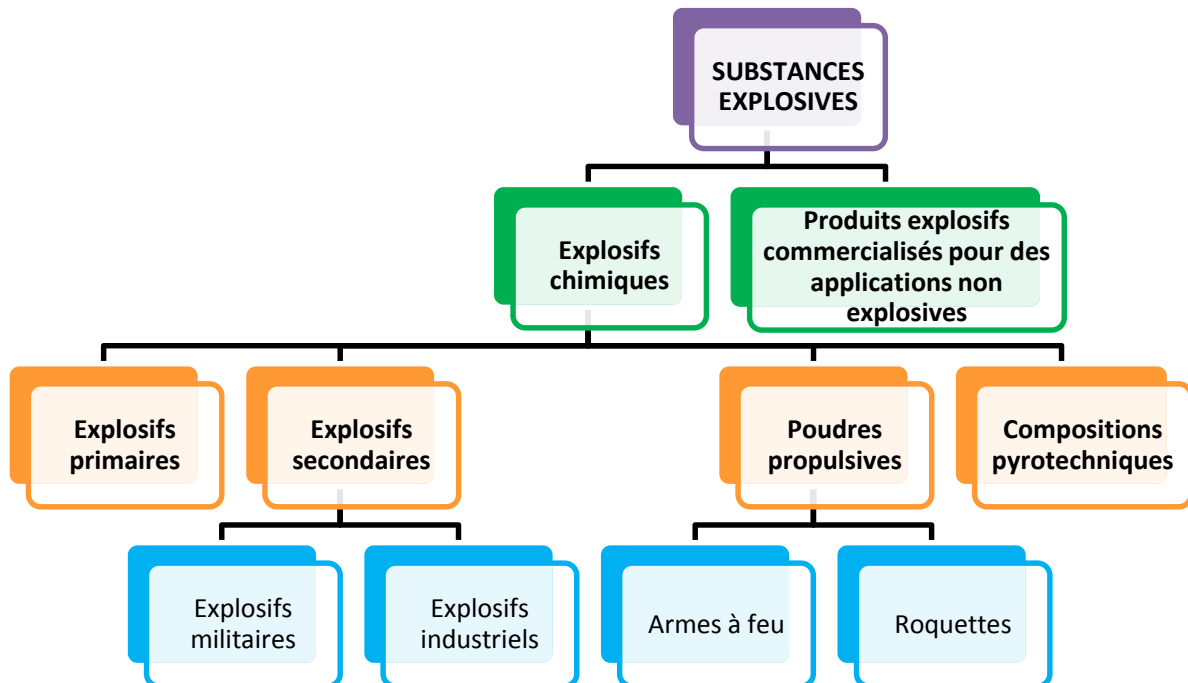 SUBSTANCES
EXPLOSIVES
Explosifs
chimiques
Produits explosifs
commercialisés pour des
applications non
explosives
Explosifs
primaires
Explosifs
secondaires
Poudres
propulsives
Compositions
pyrotechniques
Explosifs
militaires
Explosifs
industriels
Armes à feu
Roquettes